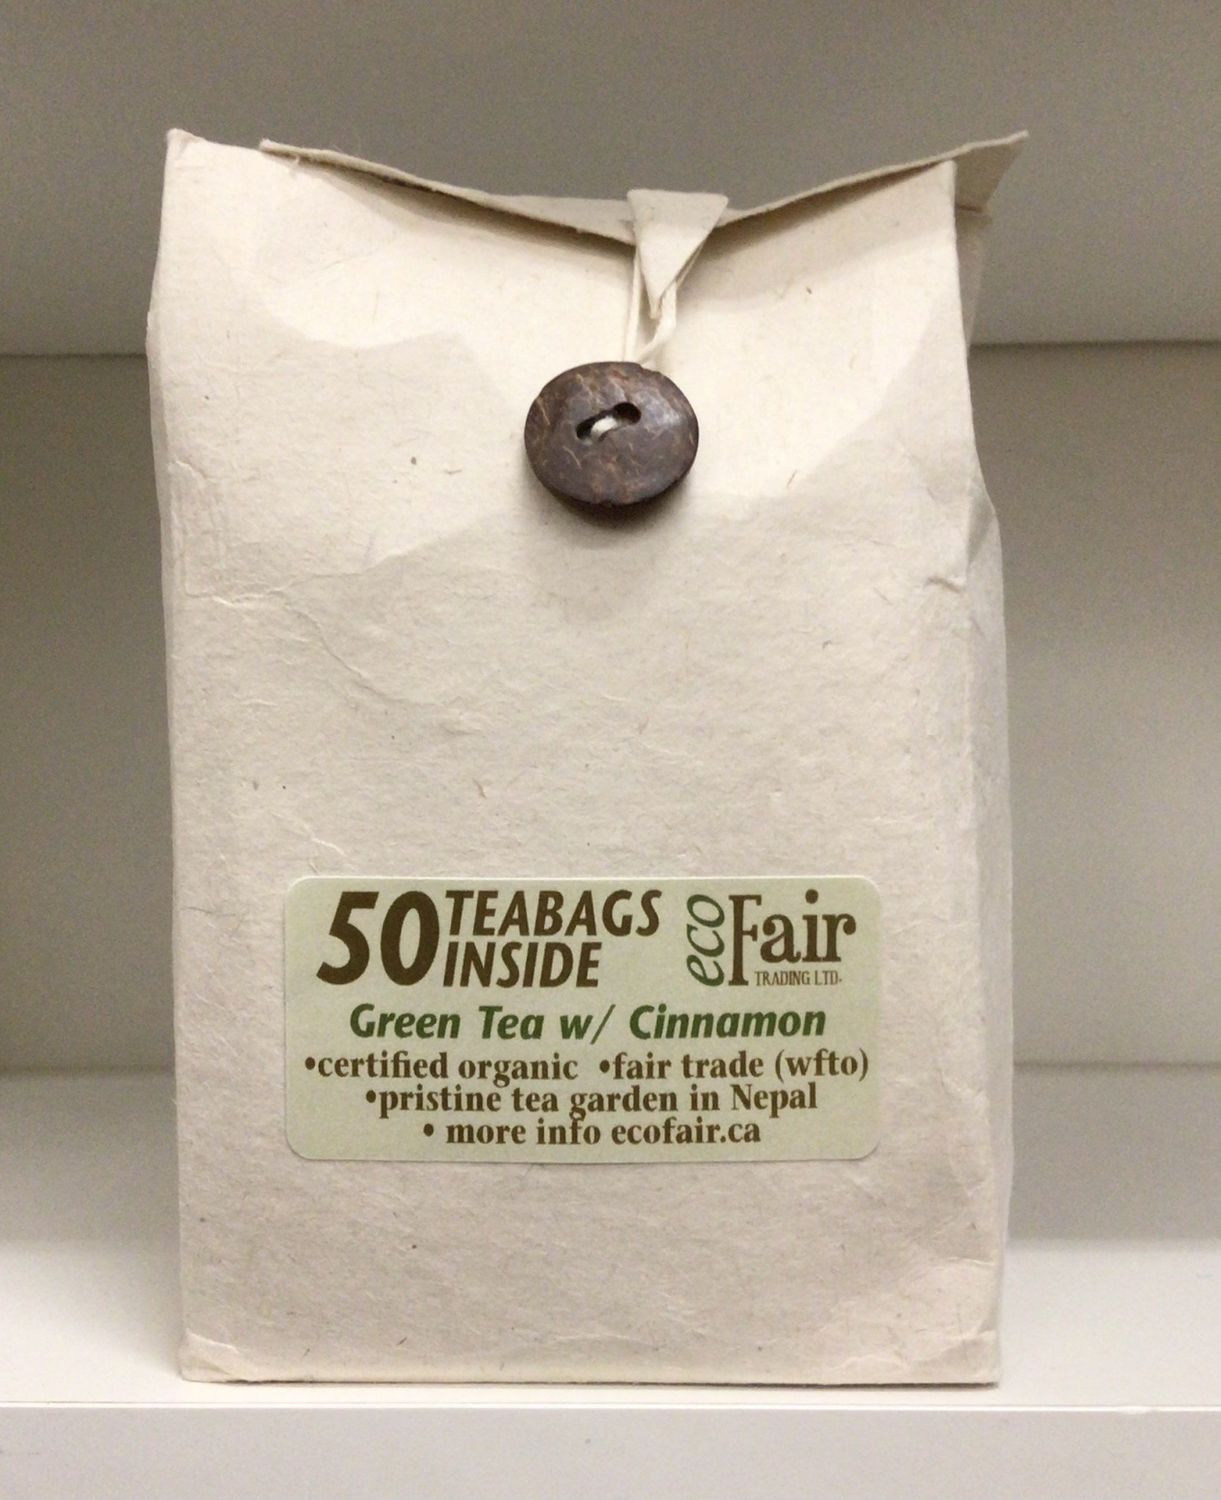 50 TEABAGS INSIDE
eco Fair
TRADING LTD.
Green Tea w/ Cinnamon
•certified organic •fair trade (wfto)
•pristine tea garden in Nepal
• more info ecofair.ca